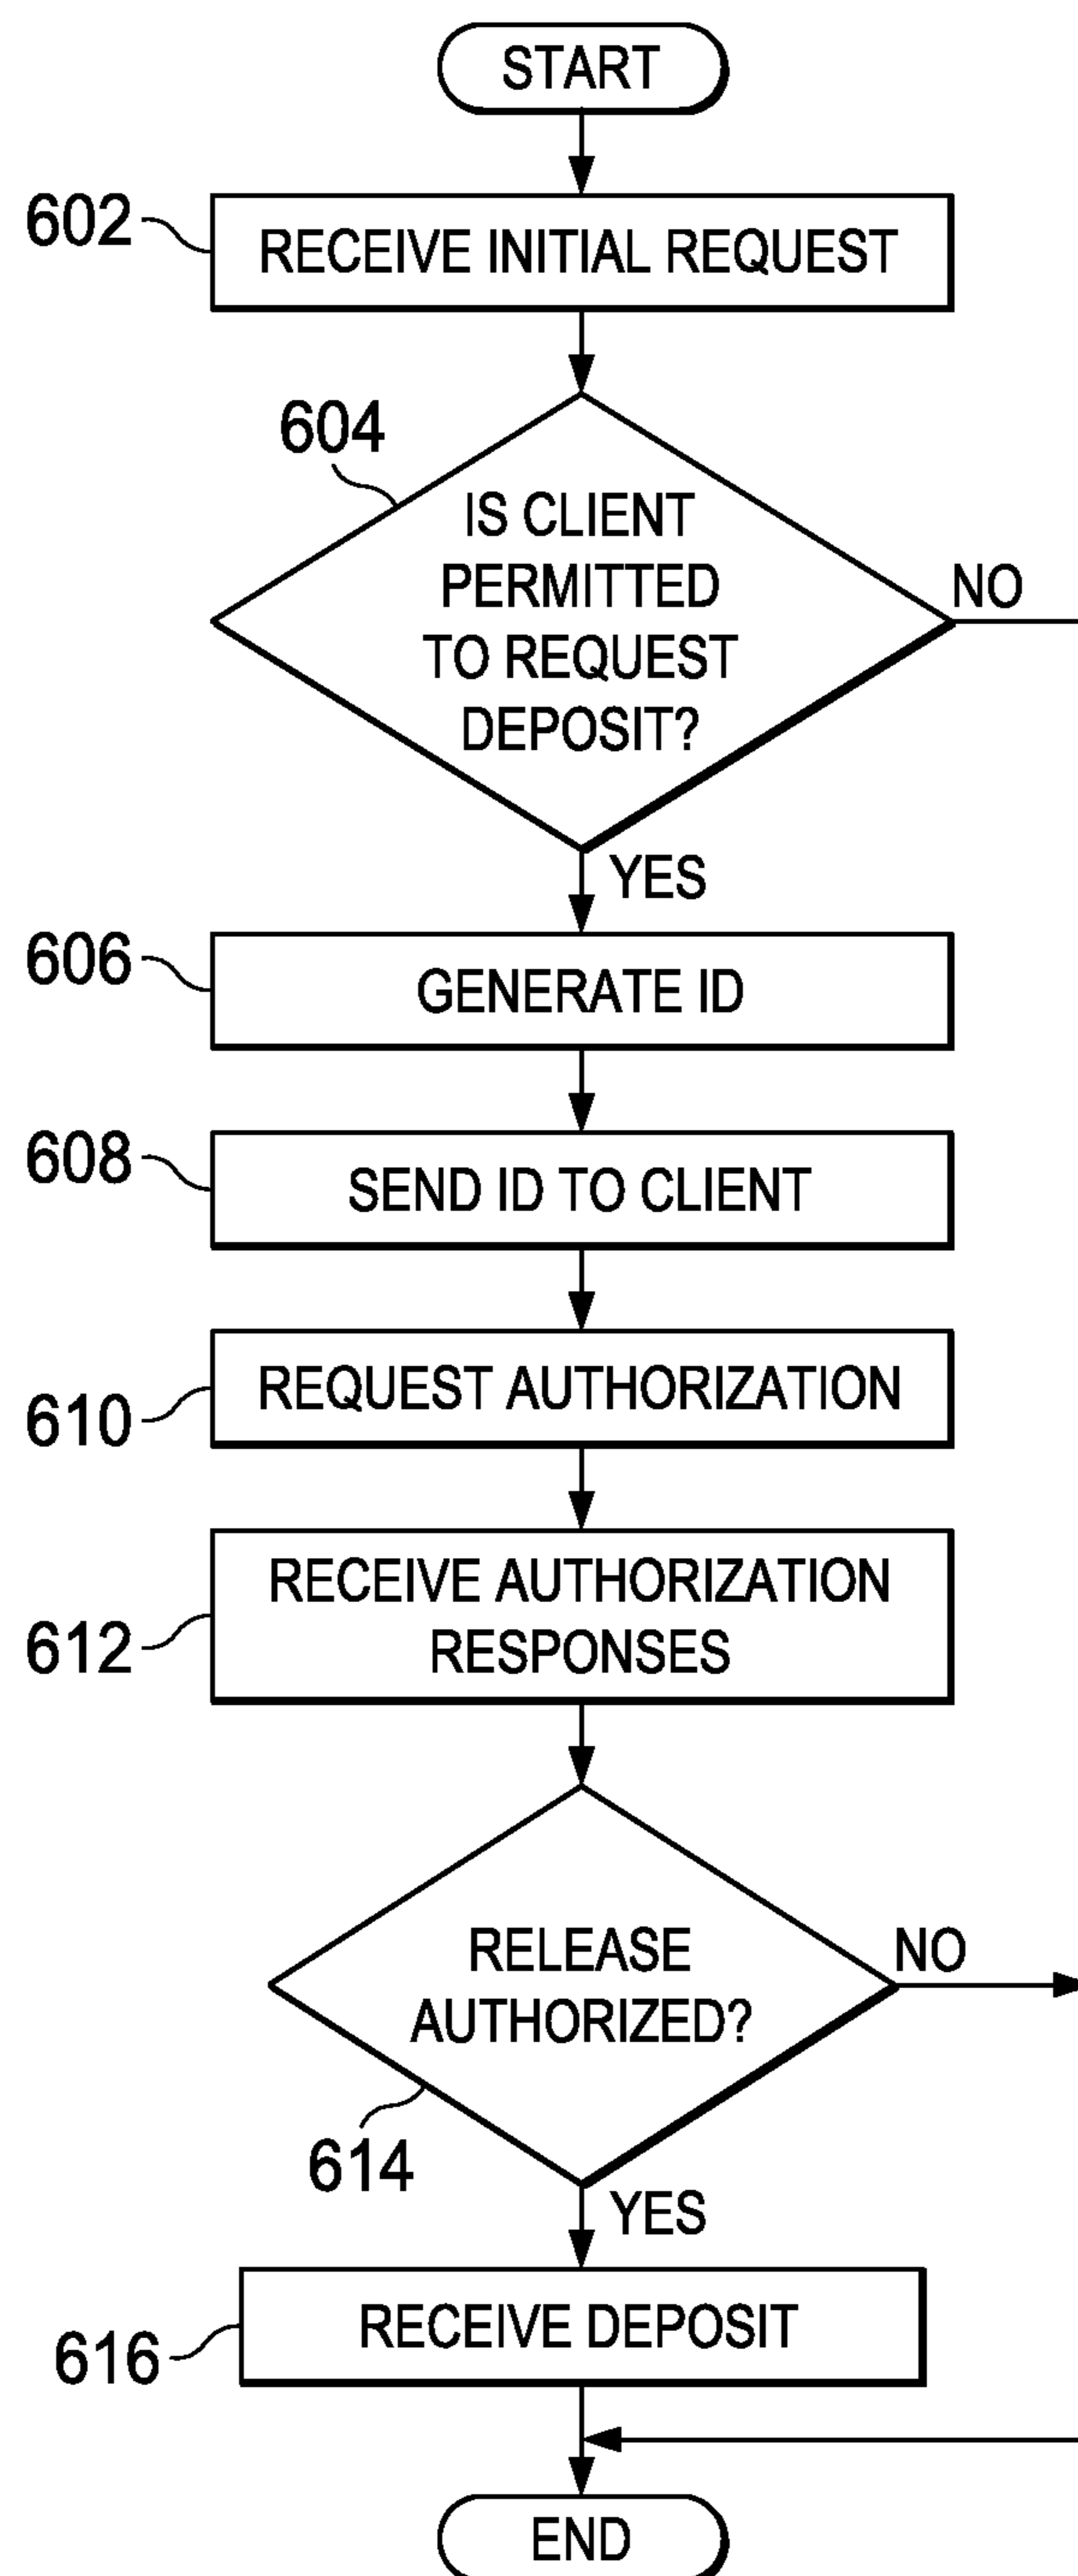 START
602
RECEIVE INITIAL REQUEST
604
IS CLIENT
PERMITTED
TO REQUEST
DEPOSIT?
NO
YES
606
GENERATE ID
608
SEND ID TO CLIENT
610
REQUEST AUTHORIZATION
612
RECEIVE AUTHORIZATION
RESPONSES
RELEASE
AUTHORIZED?
NO
614
YES
616
RECEIVE DEPOSIT
END